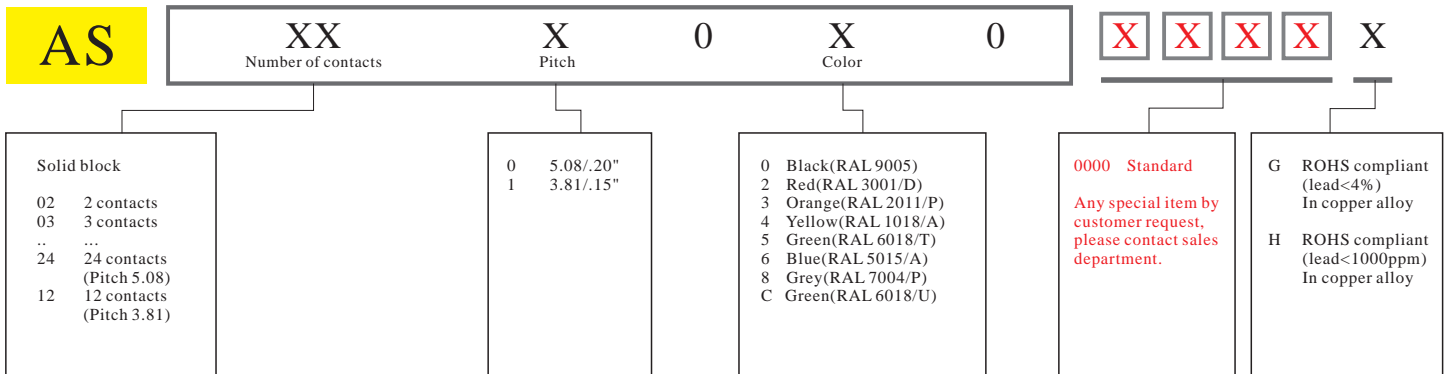 AS XX X 0 X 0 X X X X X
Number of contacts Pitch Color
Solid block
02 2 contacts
03 3 contacts
.. ...
24 24 contacts
(Pitch 5.08)
12 12 contacts
(Pitch 3.81)
0 5.08/.20"
1 3.81/.15"
0 Black(RAL 9005)
2 Red(RAL 3001/D)
3 Orange(RAL 2011/P)
4 Yellow(RAL 1018/A)
5 Green(RAL 6018/T)
6 Blue(RAL 5015/A)
8 Grey(RAL 7004/P)
C Green(RAL 6018/U)
0000 Standard
Any special item by
customer request,
please contact sales
department.
G ROHS compliant
(lead<4%)
In copper alloy
H ROHS compliant
(lead<1000ppm)
In copper alloy